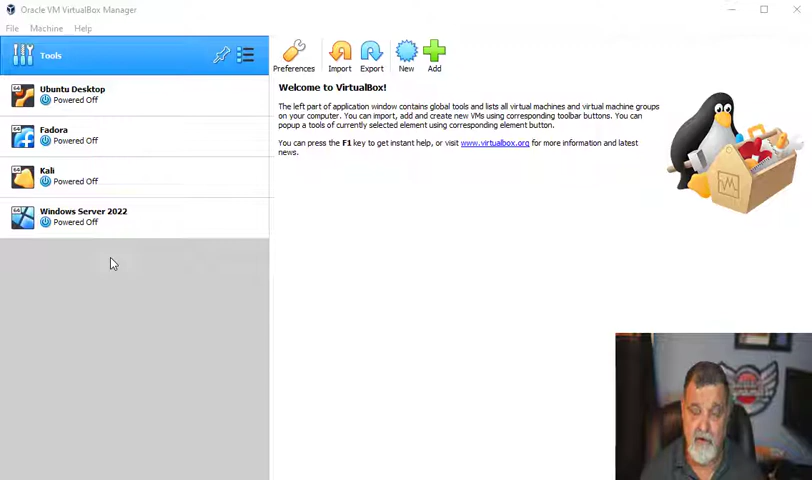 Oracle VM VirtualBox Manager
File Machine Help
Tools
Preferences Import Export New Add
64 Ubuntu Desktop
Powered Off
64 Fadora
Powered Off
64 Kali
Powered Off
64 Windows Server 2022
Powered Off
Welcome to VirtualBox!
The left part of application window contains global tools and lists all virtual machines and virtual machine groups
on your computer. You can import, add and create new VMs using corresponding toolbar buttons. You can
popup a tools of currently selected element using corresponding element button.
You can press the F1 key to get instant help, or visit www.virtualbox.org for more information and latest
news.